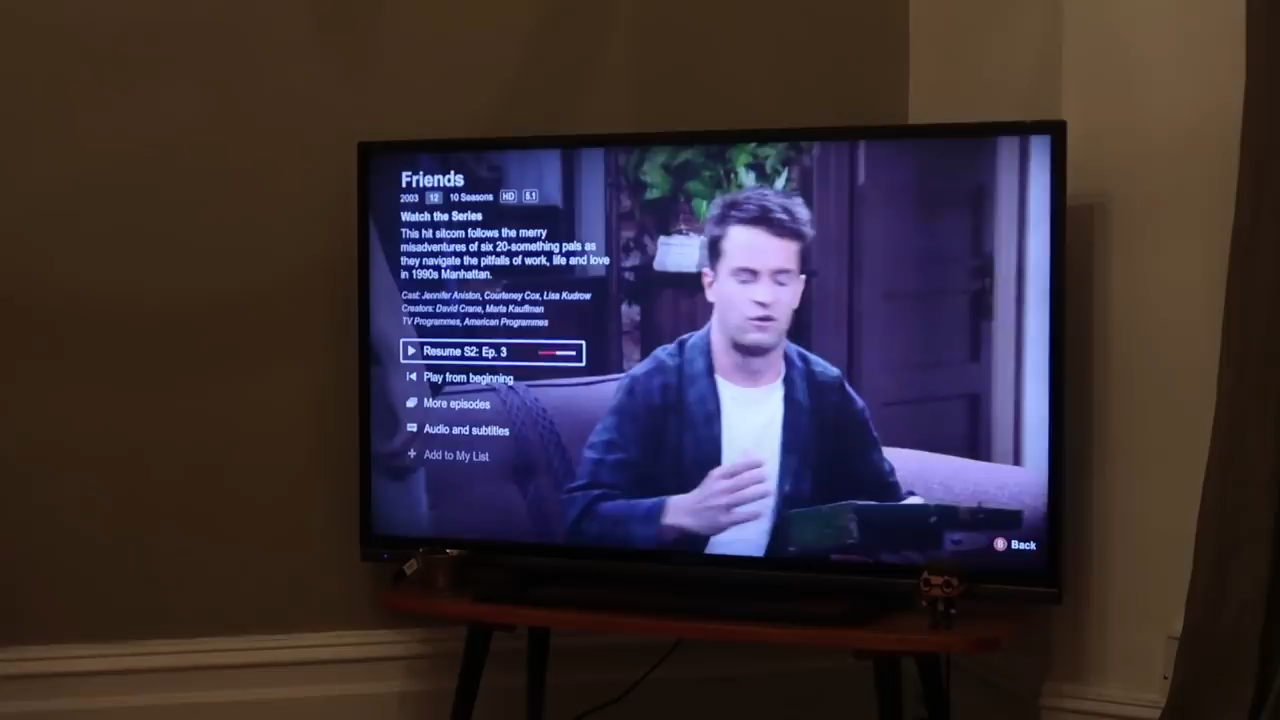 Friends
2003 12 10 Seasons HD 5.1
Watch the Series
This hit sitcom follows the merry
misadventures of six 20-something pals as
they navigate the pitfalls of work, life and love
in 1990s Manhattan.
Cast: Jennifer Aniston, Courteney Cox, Lisa Kudrow
Creators: David Crane, Marta Kauffman
TV Programmes, American Programmes
Resume S2: Ep. 3
Play from beginning
More episodes
Audio and subtitles
Add to My List
B Back